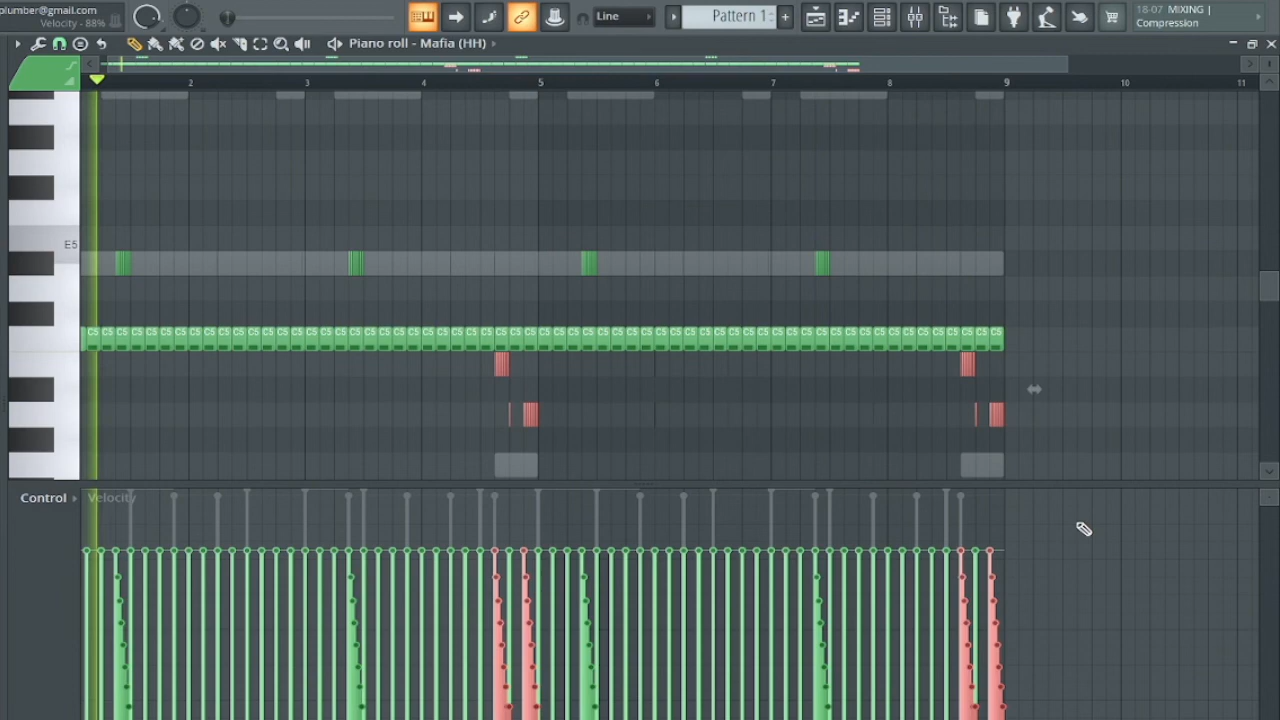 plumber@gmail.com
Velocity - 88%
Line
Pattern 1
18-07 MIXING |
Compression
Piano roll - Mafia (HH)
2 3 4 5 6 7 8 9 10 11
E5
C5 C5 C5 C5 C5 C5 C5 C5 C5 C5 C5 C5 C5 C5 C5 C5 C5 C5 C5 C5 C5 C5 C5 C5 C5 C5 C5 C5 C5 C5 C5 C5 C5 C5 C5 C5 C5 C5 C5 C5 C5 C5 C5 C5 C5 C5 C5 C5 C5 C5 C5 C5 C5 C5 C5 C5 C5 C5 C5 C5 C5 C5 C5
Control Velocity